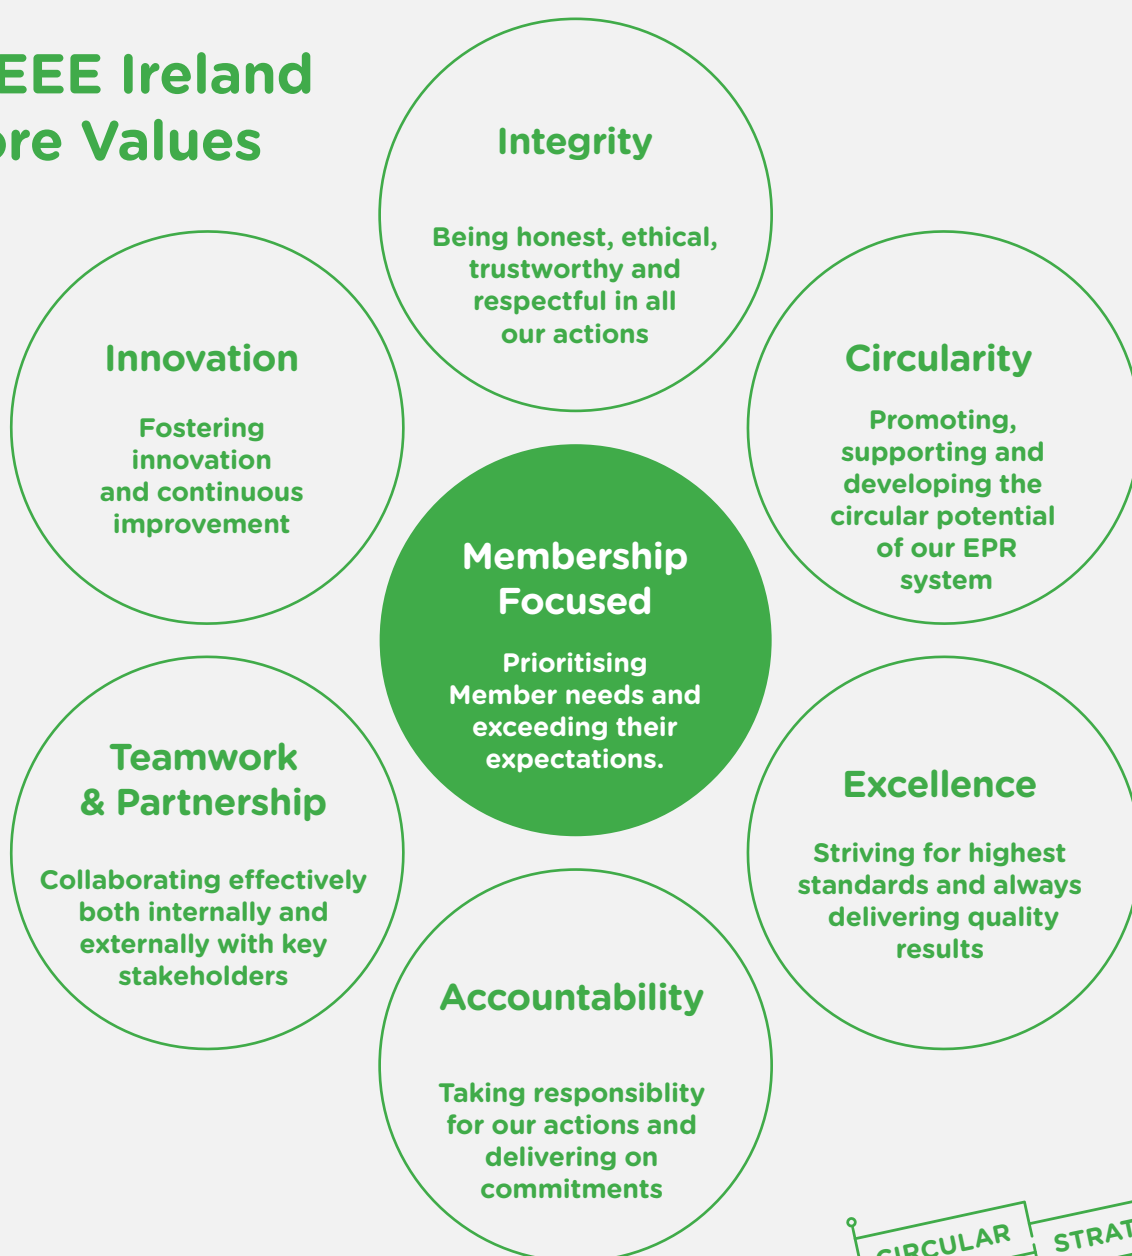 EEE Ireland
ore Values
Integrity
Being honest, ethical,
trustworthy and
respectful in all
our actions
Innovation
Fostering
innovation
and continuous
improvement
Circularity
Promoting,
supporting and
developing the
circular potential
of our EPR
system
Membership
Focused
Prioritising
Member needs and
exceeding their
expectations.
Teamwork
& Partnership
Collaborating effectively
both internally and
externally with key
stakeholders
Excellence
Striving for highest
standards and always
delivering quality
results
Accountability
Taking responsiblity
for our actions and
delivering on
commitments
CIRCULAR STRAT